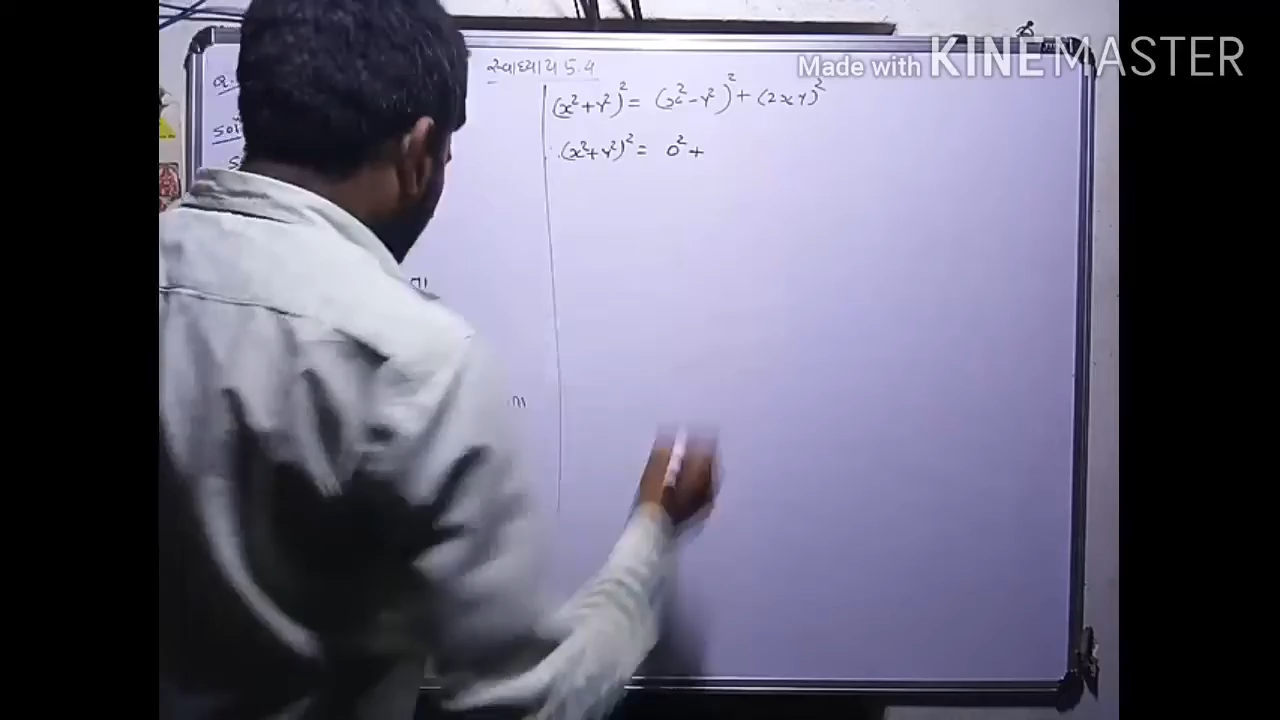 Made with KINEMASTER
સ્વાધ્યાય 5.4
Q.
(x²+y²)² = (x²-y²)² + (2xy)²
∴ (x²+y²)² = 0² +